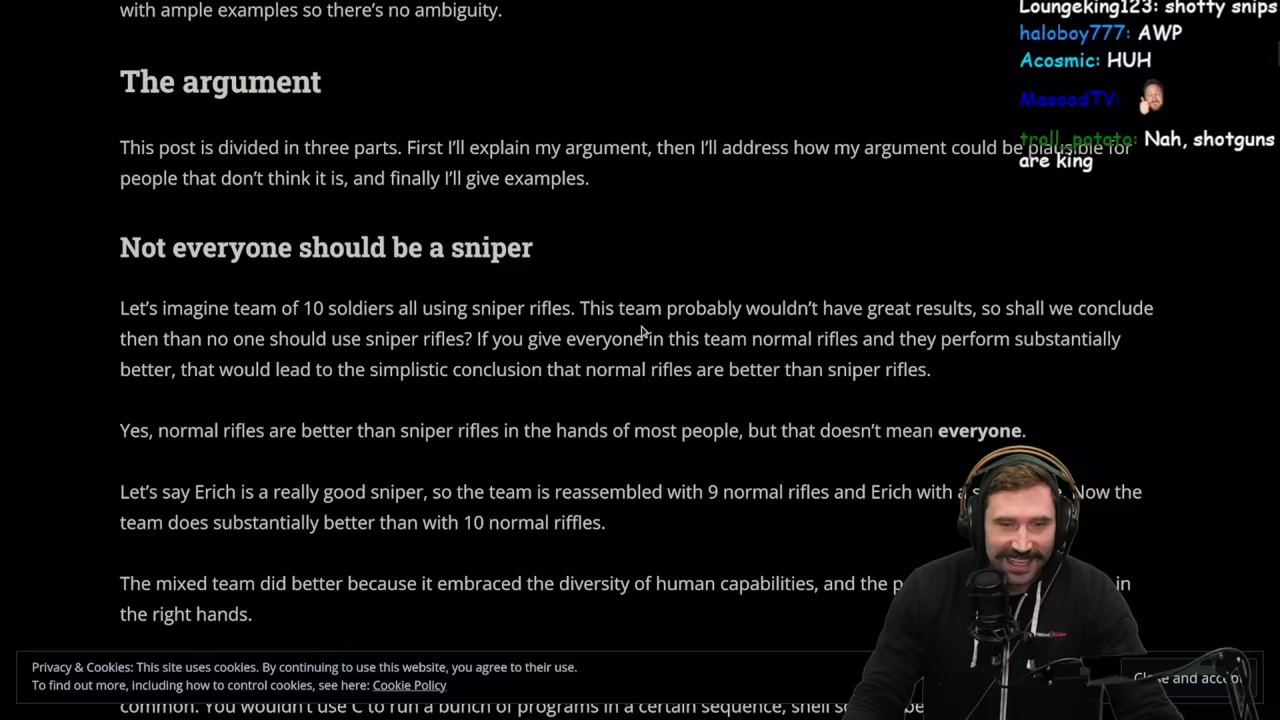 with ample examples so there's no ambiguity.
Loungeking123: shotty snips
haloboy777: AWP
Acosmic: HUH
MasoodTV:
troll_potato: Nah, shotguns
are king
The argument
This post is divided in three parts. First I'll explain my argument, then I'll address how my argument could be plausible for
people that don't think it is, and finally I'll give examples.
Not everyone should be a sniper
Let's imagine team of 10 soldiers all using sniper rifles. This team probably wouldn't have great results, so shall we conclude
then than no one should use sniper rifles? If you give everyone in this team normal rifles and they perform substantially
better, that would lead to the simplistic conclusion that normal rifles are better than sniper rifles.
Yes, normal rifles are better than sniper rifles in the hands of most people, but that doesn't mean everyone.
Let's say Erich is a really good sniper, so the team is reassembled with 9 normal rifles and Erich with a Now the
team does substantially better than with 10 normal riffles.
The mixed team did better because it embraced the diversity of human capabilities, and the in
the right hands.
Privacy & Cookies: This site uses cookies. By continuing to use this website, you agree to their use.
To find out more, including how to control cookies, see here: Cookie Policy
Close and accept
common. You wouldn't use C to run a bunch of programs in a certain sequence, shell